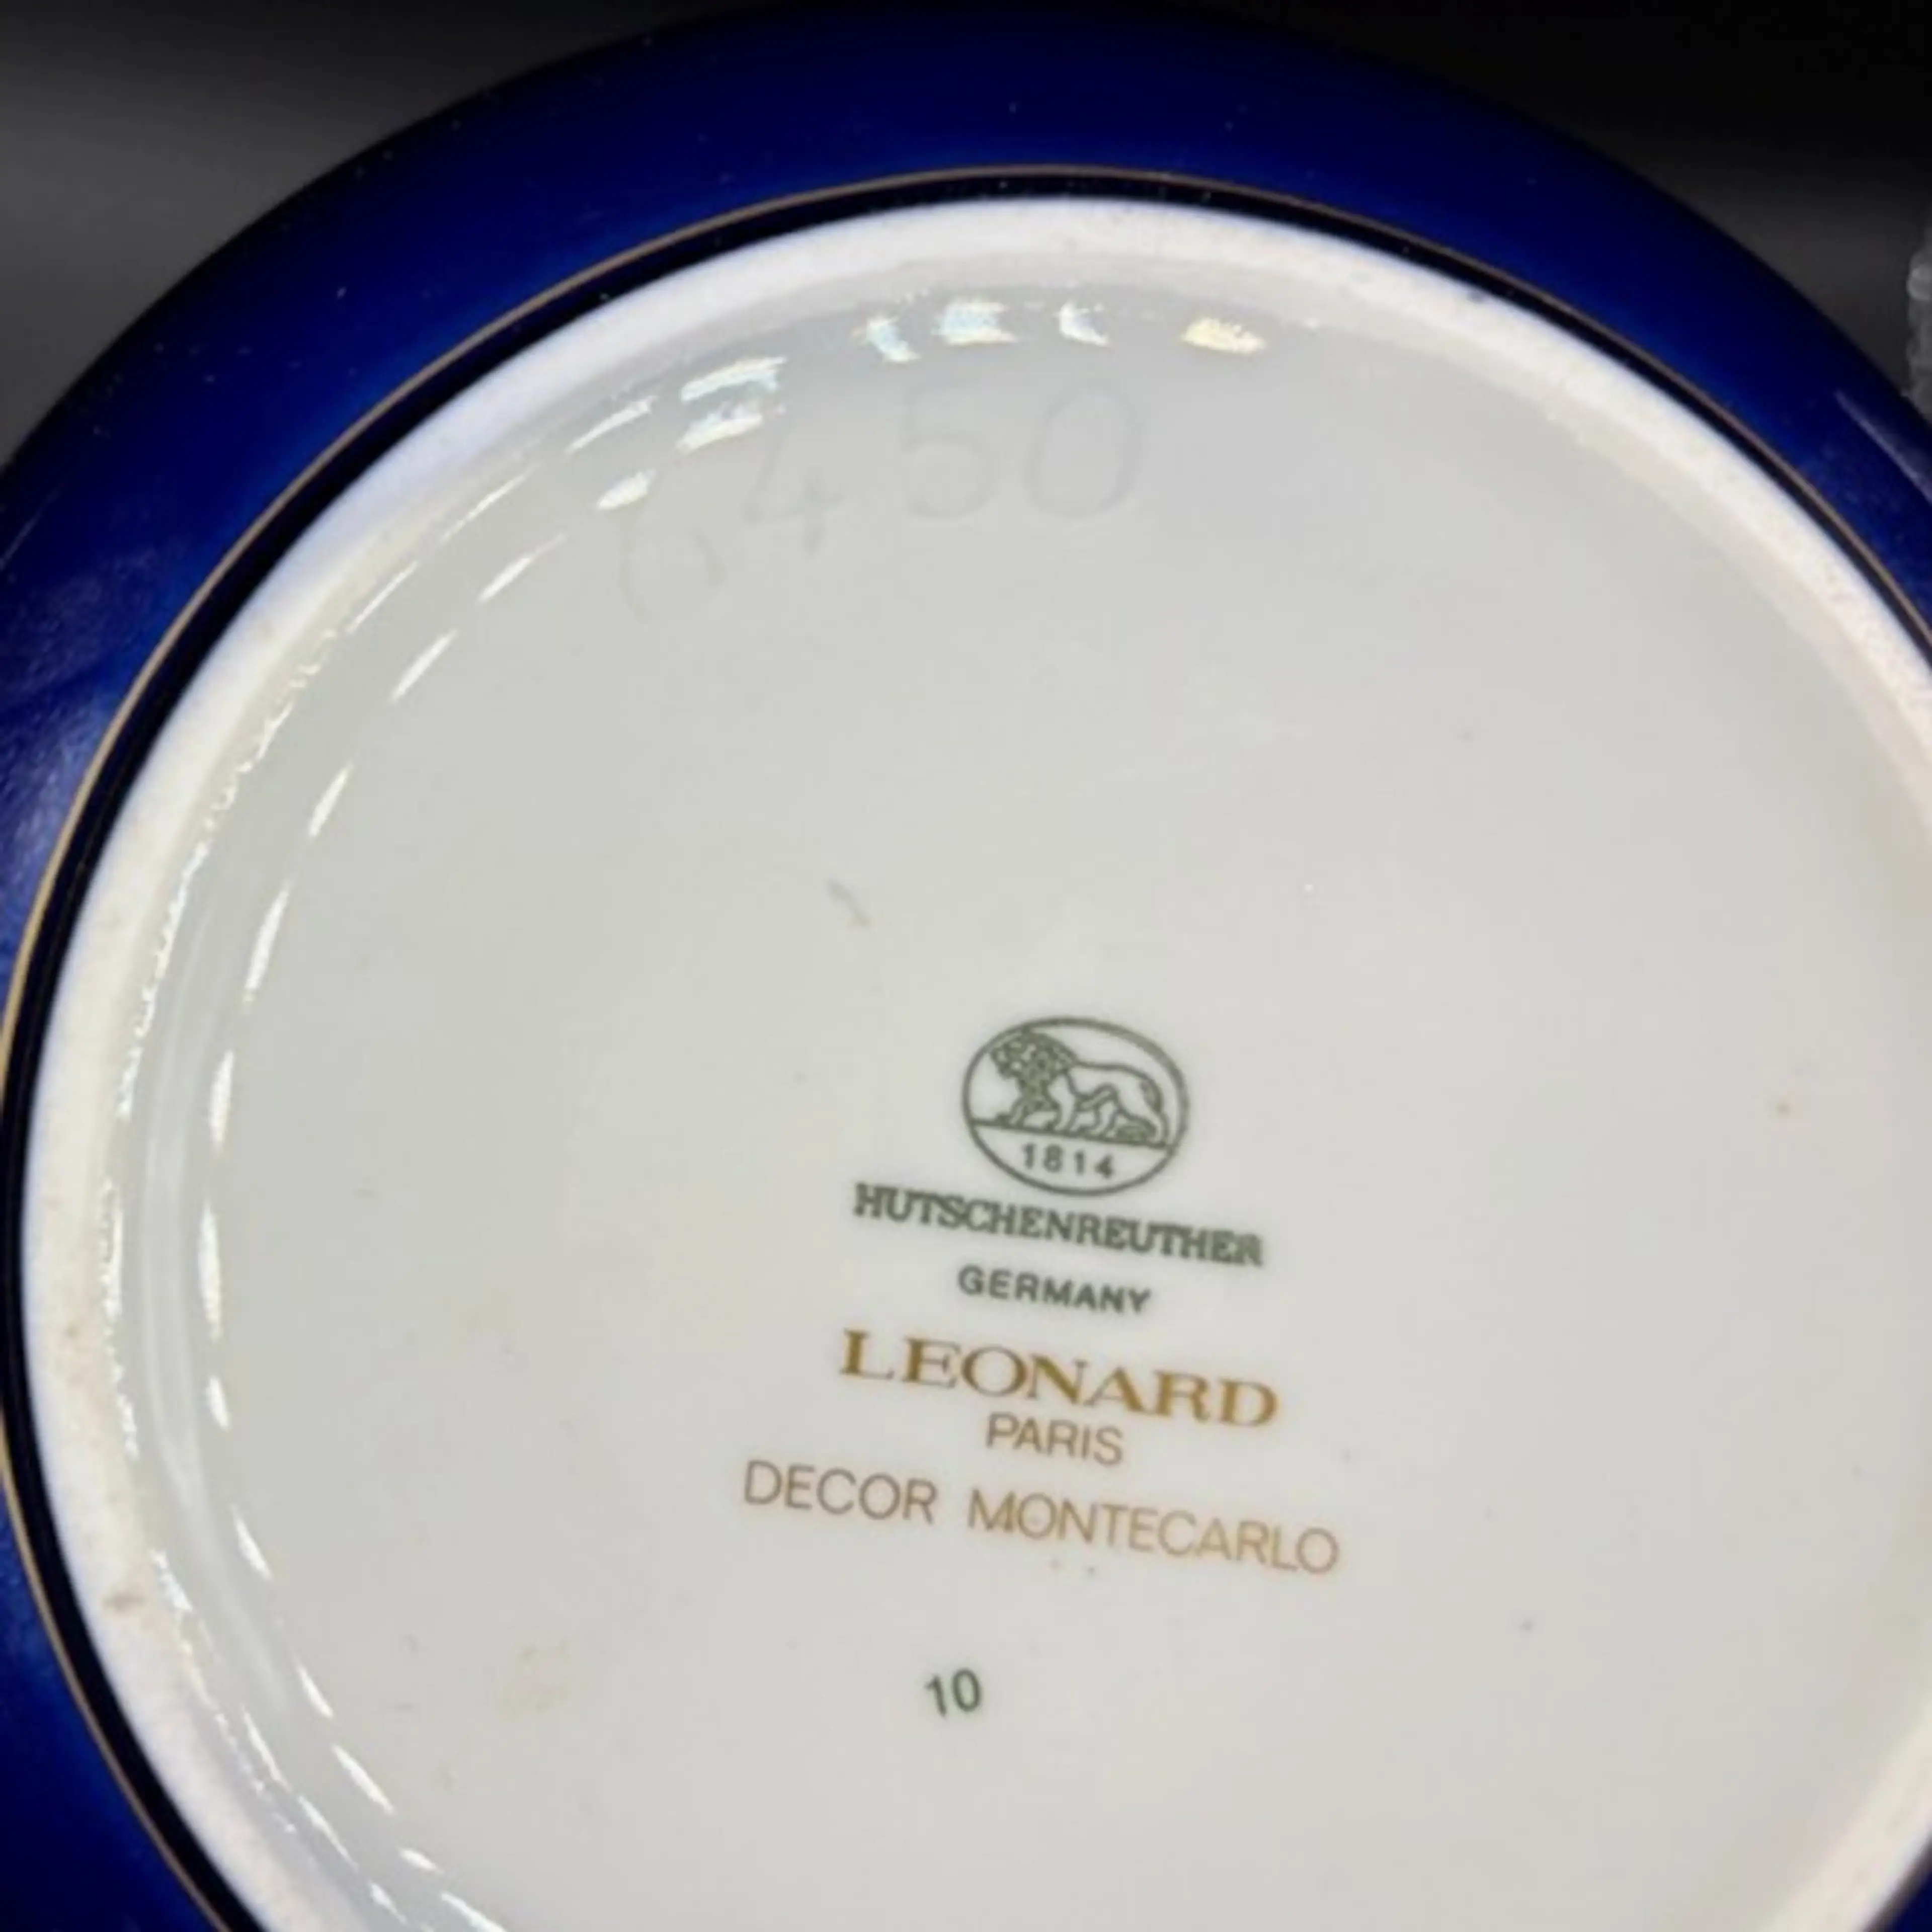 6450
1814
HUTSCHENREUTHER
GERMANY
LEONARD
PARIS
DECOR MONTECARLO
10